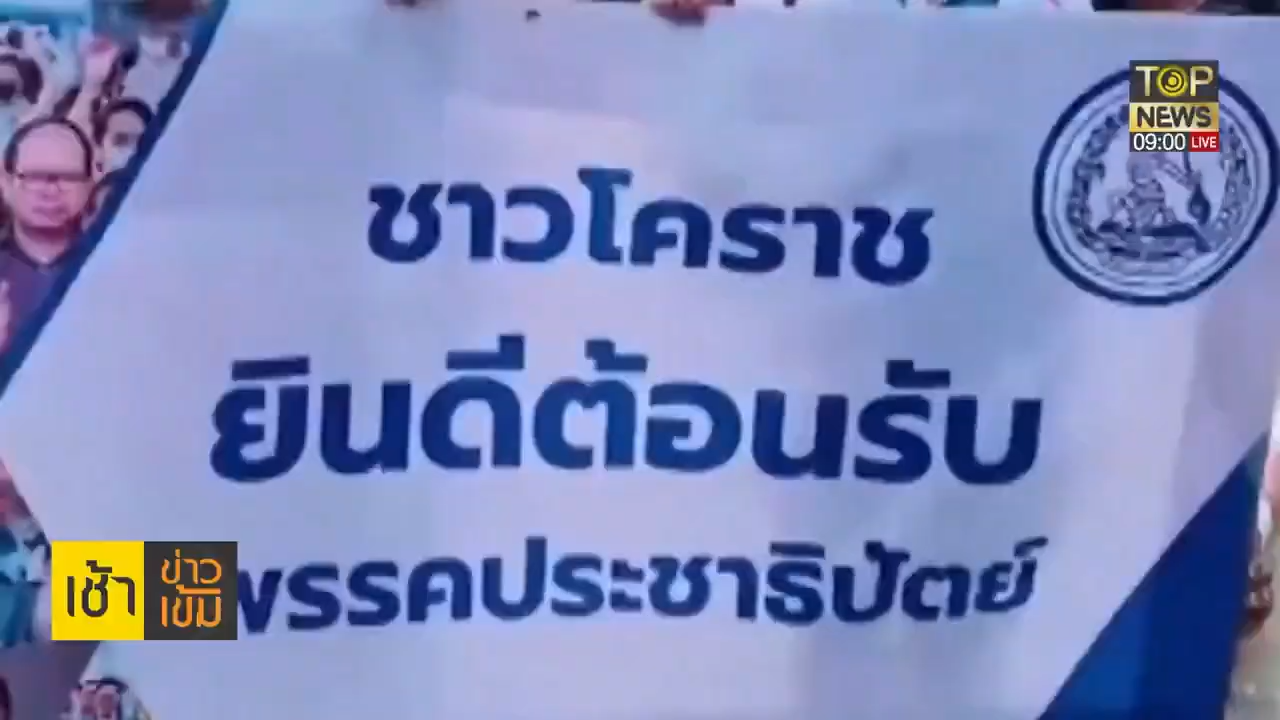 TOP
NEWS
09:00 LIVE
ชาวโคราช
ยินดีต้อนรับ
พรรคประชาธิปัตย์
เช้า
ข่าว
เข้ม